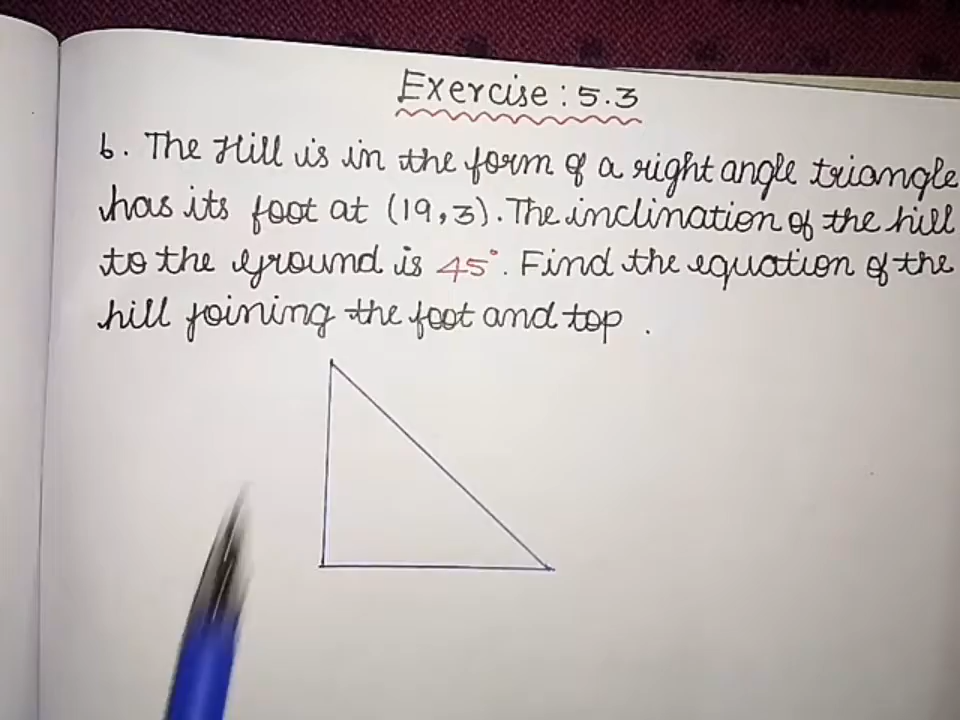 Exercise : 5.3
6. The Hill is in the form of a right angle triangle
has its foot at (19,3). The inclination of the hill
to the ground is 45°. Find the equation of the
hill joining the foot and top .